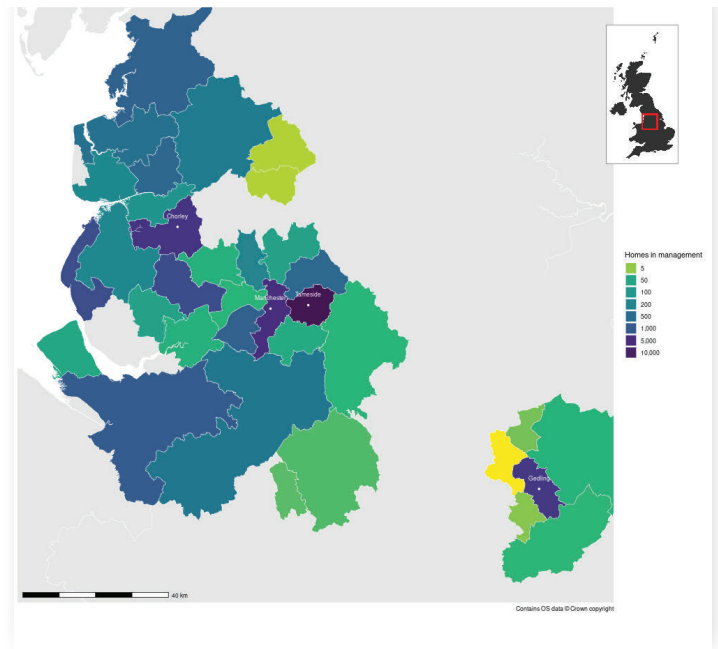 Chorley
Manchester
Tameside
Gedling
Homes in management
5
50
100
200
500
1,000
5,000
10,000
40 km
Contains OS data © Crown copyright